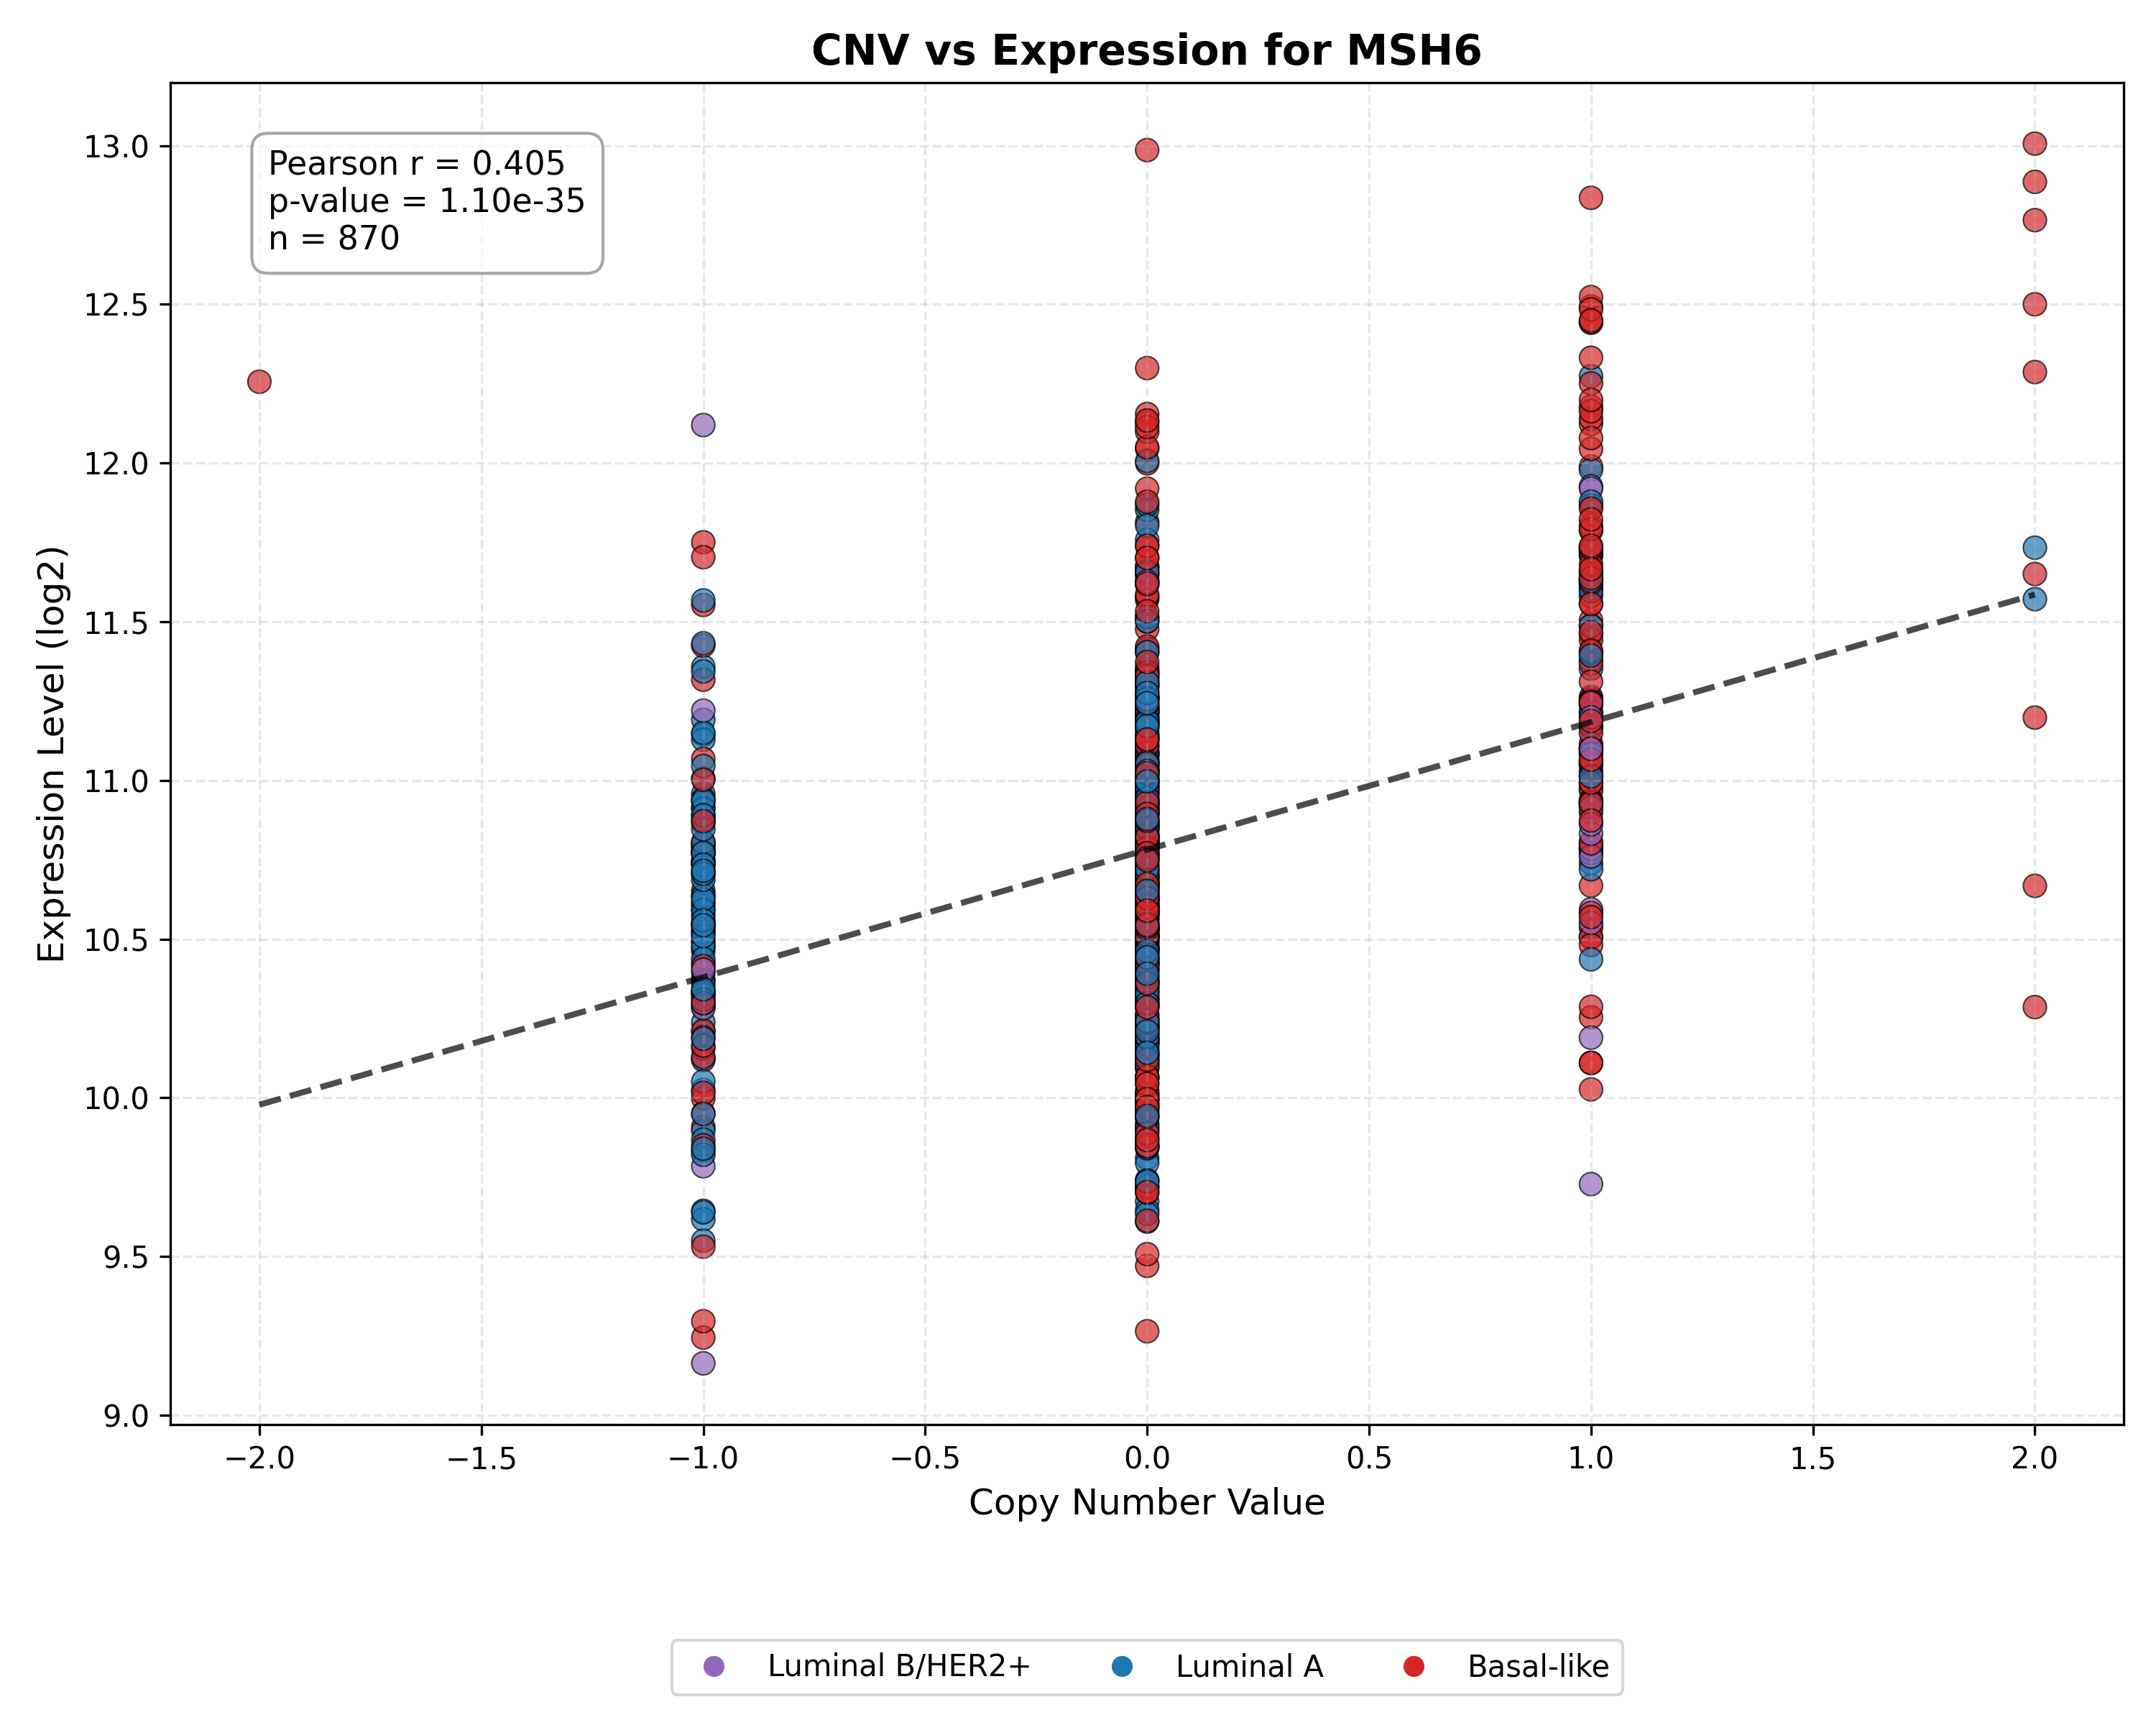 CNV vs Expression for MSH6
Pearson r = 0.405
p-value = 1.10e-35
n = 870
Expression Level (log2)
13.0
12.5
12.0
11.5
11.0
10.5
10.0
9.5
9.0
−2.0 −1.5 −1.0 −0.5 0.0 0.5 1.0 1.5 2.0
Copy Number Value
Luminal B/HER2+ Luminal A Basal-like